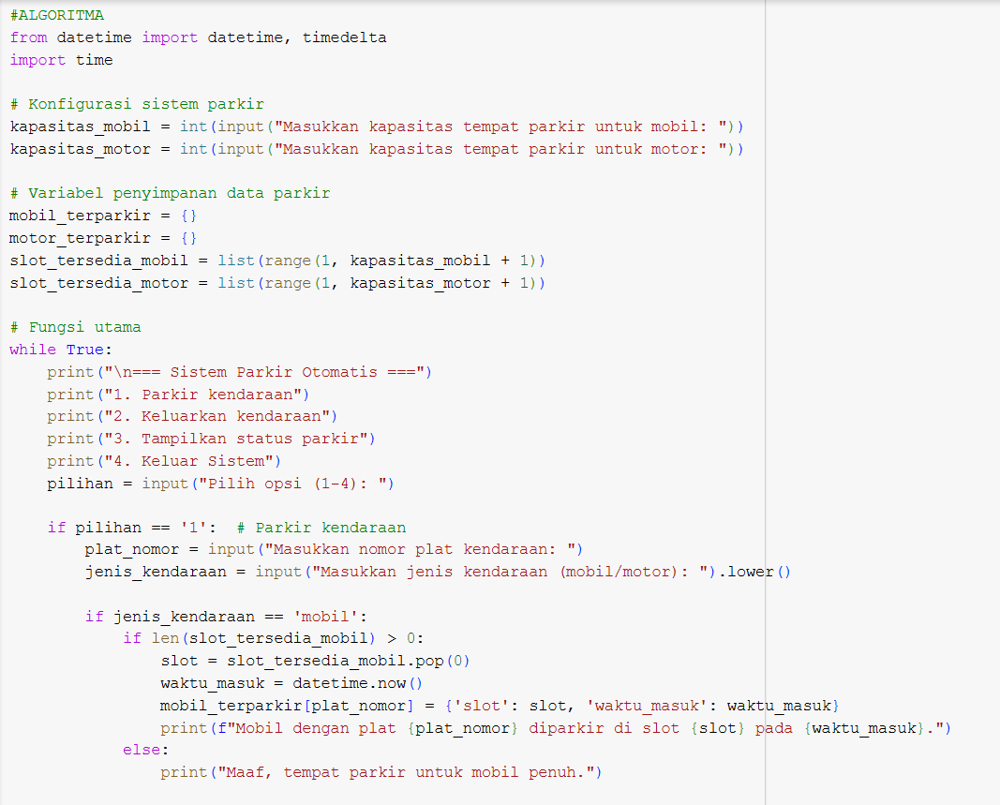 #ALGORITMA
from datetime import datetime, timedelta
import time

# Konfigurasi sistem parkir
kapasitas_mobil = int(input("Masukkan kapasitas tempat parkir untuk mobil: "))
kapasitas_motor = int(input("Masukkan kapasitas tempat parkir untuk motor: "))

# Variabel penyimpanan data parkir
mobil_terparkir = {}
motor_terparkir = {}
slot_tersedia_mobil = list(range(1, kapasitas_mobil + 1))
slot_tersedia_motor = list(range(1, kapasitas_motor + 1))

# Fungsi utama
while True:
    print("\n=== Sistem Parkir Otomatis ===")
    print("1. Parkir kendaraan")
    print("2. Keluarkan kendaraan")
    print("3. Tampilkan status parkir")
    print("4. Keluar Sistem")
    pilihan = input("Pilih opsi (1-4): ")

    if pilihan == '1':  # Parkir kendaraan
        plat_nomor = input("Masukkan nomor plat kendaraan: ")
        jenis_kendaraan = input("Masukkan jenis kendaraan (mobil/motor): ").lower()

        if jenis_kendaraan == 'mobil':
            if len(slot_tersedia_mobil) > 0:
                slot = slot_tersedia_mobil.pop(0)
                waktu_masuk = datetime.now()
                mobil_terparkir[plat_nomor] = {'slot': slot, 'waktu_masuk': waktu_masuk}
                print(f"Mobil dengan plat {plat_nomor} diparkir di slot {slot} pada {waktu_masuk}.")
            else:
                print("Maaf, tempat parkir untuk mobil penuh.")